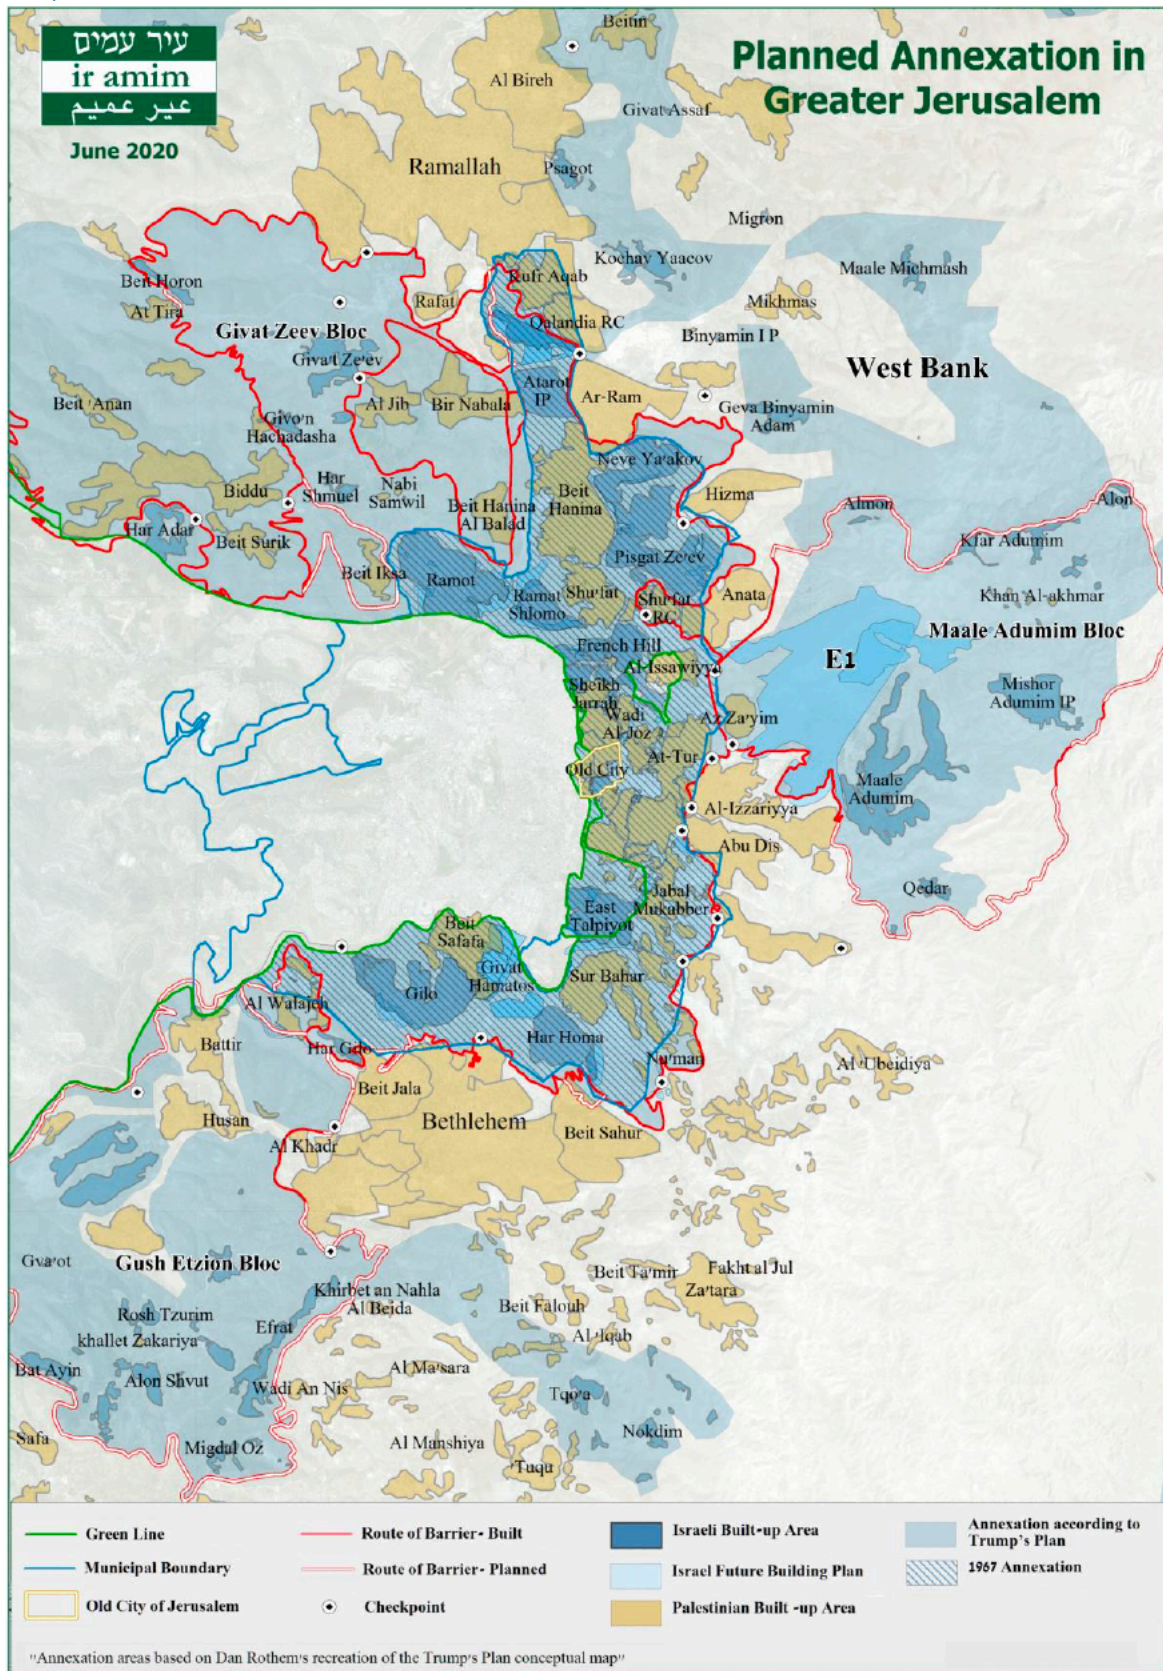 עיר עמים
ir amim
عير عميم
June 2020
Planned Annexation in
Greater Jerusalem
Beitin
Al Bireh
Givat Assaf
Ramallah
Psagot
Migron
Kochav Yaacov
Maale Michmash
Rufr Aqab
Beit Horon
At Tira
Rafat
Mikhmas
Givat Zeev Bloc
Qalandia RC
Binyamin I P
Giva't Ze'ev
West Bank
Atarot
IP
Beit 'Anan
Al Jib
Bir Nabala
Ar-Ram
Geva Binyamin
Adam
Givo'n
Hachadasha
Neve Ya'akov
Har
Shmuel
Nabi
Samwil
Biddu
Beit
Hanina
Hizma
Almon
Alon
Beit Hanina
Al Balad
Har Adar
Beit Surik
Kfar Adumim
Pisgat Ze'ev
Beit Iksa
Ramot
Ramat
Shlomo
Shu'fat
Shu'fat
RC
Anata
Khan Al-akhmar
Maale Adumim Bloc
French Hill
E1
Al-Issawiyya
Sheikh
Jarrah
Mishor
Adumim IP
Wadi
Al-Joz
Az Za'yim
At-Tur
Old City
Maale
Adumim
Al-Izzariyya
Abu Dis
Qedar
Jabal
Mukabber
East
Talpiyot
Beit
Safafa
Givat
Hamatos
Sur Bahar
Gilo
Al Walajeh
Battir
Har Gilo
Har Homa
Nu'man
Al 'Ubeidiya
Beit Jala
Husan
Bethlehem
Beit Sahur
Al Khadr
Gva'ot
Gush Etzion Bloc
Beit Ta'mir
Fakht al Jul
Za'tara
Khirbet an Nahla
Al Beida
Rosh Tzurim
Beit Falouh
Efrat
khallet Zakariya
Al 'Iqab
Bat Ayin
Alon Shvut
Al Ma'sara
Wadi An Nis
Tqo'a
Nokdim
Safa
Migdal Oz
Al Manshiya
'Tuqu
Green Line
Route of Barrier- Built
Israeli Built-up Area
Annexation according to
Trump's Plan
Municipal Boundary
Route of Barrier- Planned
Israel Future Building Plan
1967 Annexation
Old City of Jerusalem
Checkpoint
Palestinian Built -up Area
"Annexation areas based on Dan Rothem's recreation of the Trump's Plan conceptual map"